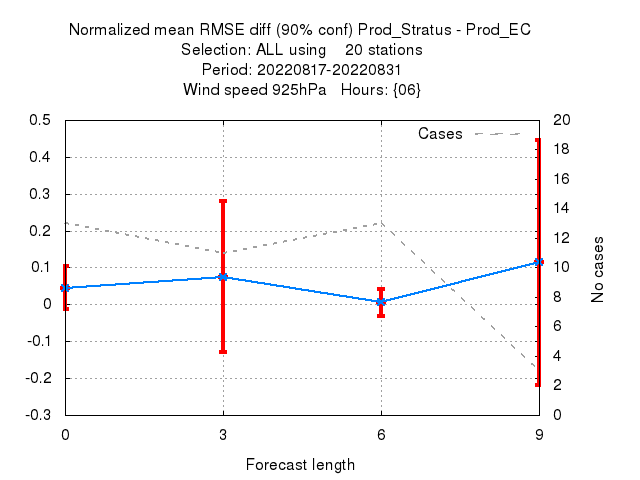 Normalized mean RMSE diff (90% conf) Prod_Stratus - Prod_EC
Selection: ALL using    20 stations
Period: 20220817-20220831
Wind speed 925hPa   Hours: {06}
Cases
0.5
0.4
0.3
0.2
0.1
0
-0.1
-0.2
-0.3
20
18
16
14
12
10
8
6
4
2
0
No cases
0 3 6 9
Forecast length